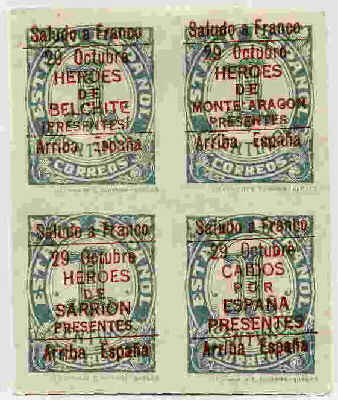 Saludo a Franco
29 Octubre
HEROES
DE
BELCHITE
(PRESENTES)
Arriba España
CORREOS
Saludo a Franco
29 Octubre
HEROES
DE
MONTE-ARAGON
PRESENTES
Arriba España
CORREOS
Saludo a Franco
29 Octubre
HEROES
DE
SARRION
PRESENTES
Arriba España
CORREOS
Saludo a Franco
29 Octubre
CAIDOS
POR
ESPAÑA
PRESENTES
Arriba España
CORREOS